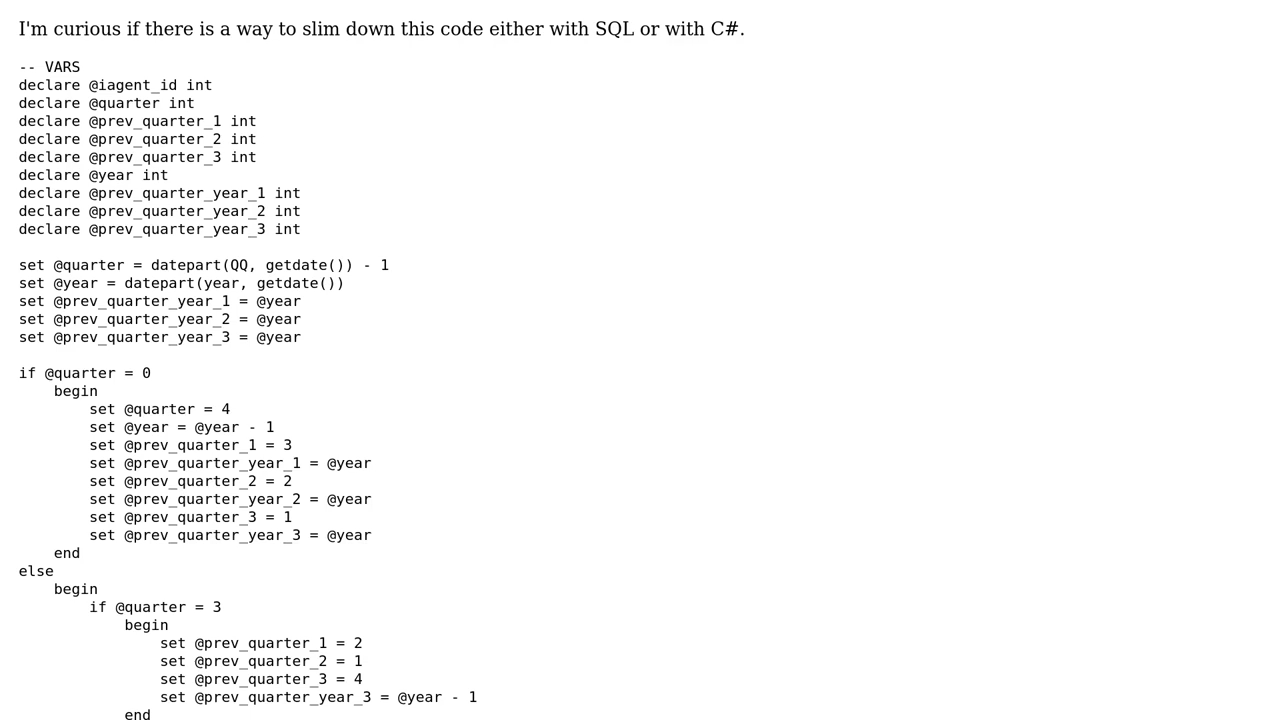 I'm curious if there is a way to slim down this code either with SQL or with C#.
-- VARS
declare @iagent_id int
declare @quarter int
declare @prev_quarter_1 int
declare @prev_quarter_2 int
declare @prev_quarter_3 int
declare @year int
declare @prev_quarter_year_1 int
declare @prev_quarter_year_2 int
declare @prev_quarter_year_3 int

set @quarter = datepart(QQ, getdate()) - 1
set @year = datepart(year, getdate())
set @prev_quarter_year_1 = @year
set @prev_quarter_year_2 = @year
set @prev_quarter_year_3 = @year

if @quarter = 0
    begin
        set @quarter = 4
        set @year = @year - 1
        set @prev_quarter_1 = 3
        set @prev_quarter_year_1 = @year
        set @prev_quarter_2 = 2
        set @prev_quarter_year_2 = @year
        set @prev_quarter_3 = 1
        set @prev_quarter_year_3 = @year
    end
else
    begin
        if @quarter = 3
            begin
                set @prev_quarter_1 = 2
                set @prev_quarter_2 = 1
                set @prev_quarter_3 = 4
                set @prev_quarter_year_3 = @year - 1
            end